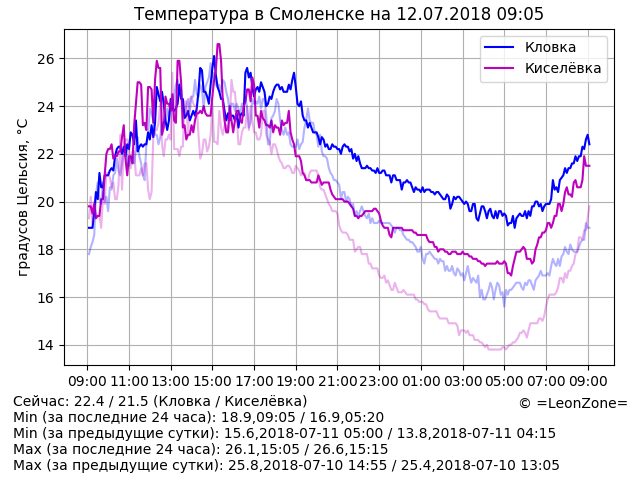 Температура в Смоленске на 12.07.2018 09:05
градусов Цельсия, °C
26
24
22
20
18
16
14
Кловка
Киселёвка
09:00 11:00 13:00 15:00 17:00 19:00 21:00 23:00 01:00 03:00 05:00 07:00 09:00
Сейчас: 22.4 / 21.5 (Кловка / Киселёвка)
© =LeonZone=
Min (за последние 24 часа): 18.9,09:05 / 16.9,05:20
Min (за предыдущие сутки): 15.6,2018-07-11 05:00 / 13.8,2018-07-11 04:15
Max (за последние 24 часа): 26.1,15:05 / 26.6,15:15
Max (за предыдущие сутки): 25.8,2018-07-10 14:55 / 25.4,2018-07-10 13:05